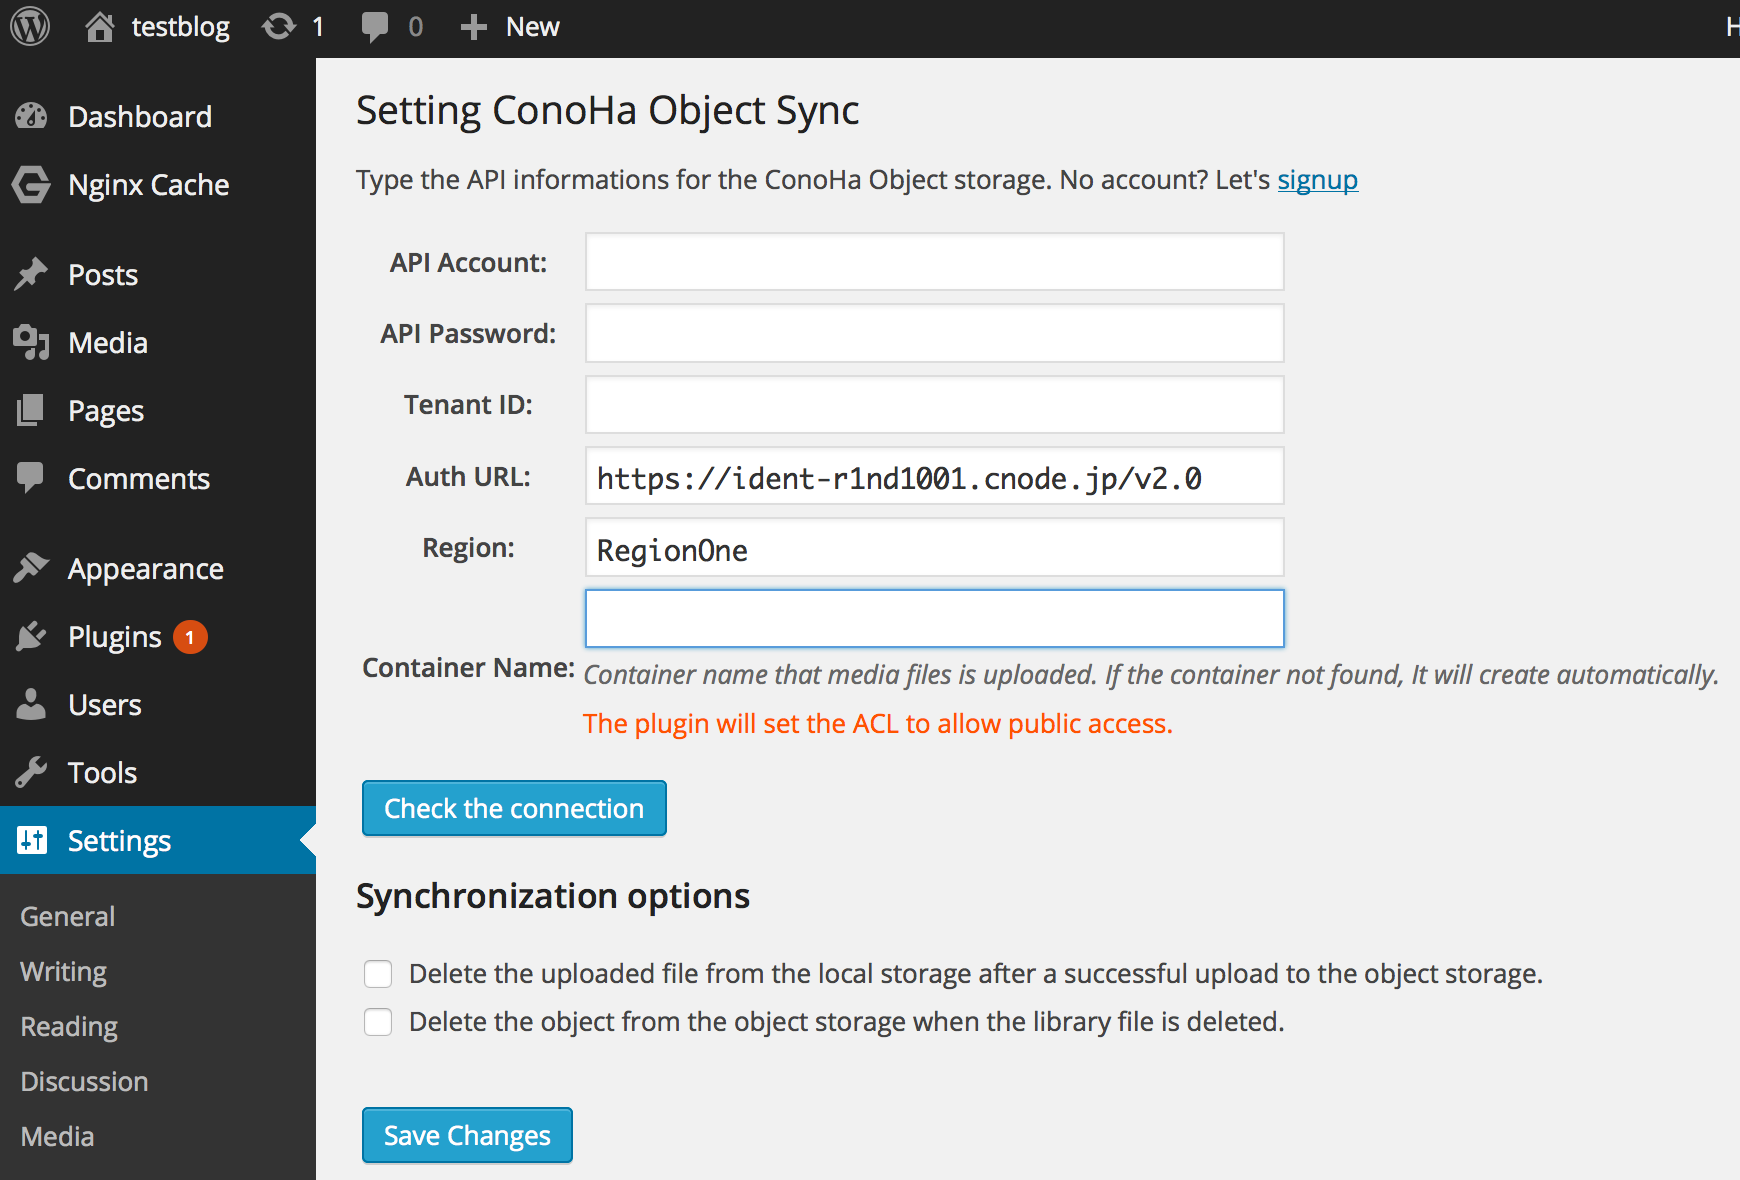 testblog 1 0 New H
Dashboard
Nginx Cache
Posts
Media
Pages
Comments
Appearance
Plugins 1
Users
Tools
Settings
General
Writing
Reading
Discussion
Media
Setting ConoHa Object Sync
Type the API informations for the ConoHa Object storage. No account? Let's signup
API Account:
API Password:
Tenant ID:
Auth URL: https://ident-r1nd1001.cnode.jp/v2.0
Region: RegionOne
Container Name: Container name that media files is uploaded. If the container not found, It will create automatically.
The plugin will set the ACL to allow public access.
Check the connection
Synchronization options
Delete the uploaded file from the local storage after a successful upload to the object storage.
Delete the object from the object storage when the library file is deleted.
Save Changes